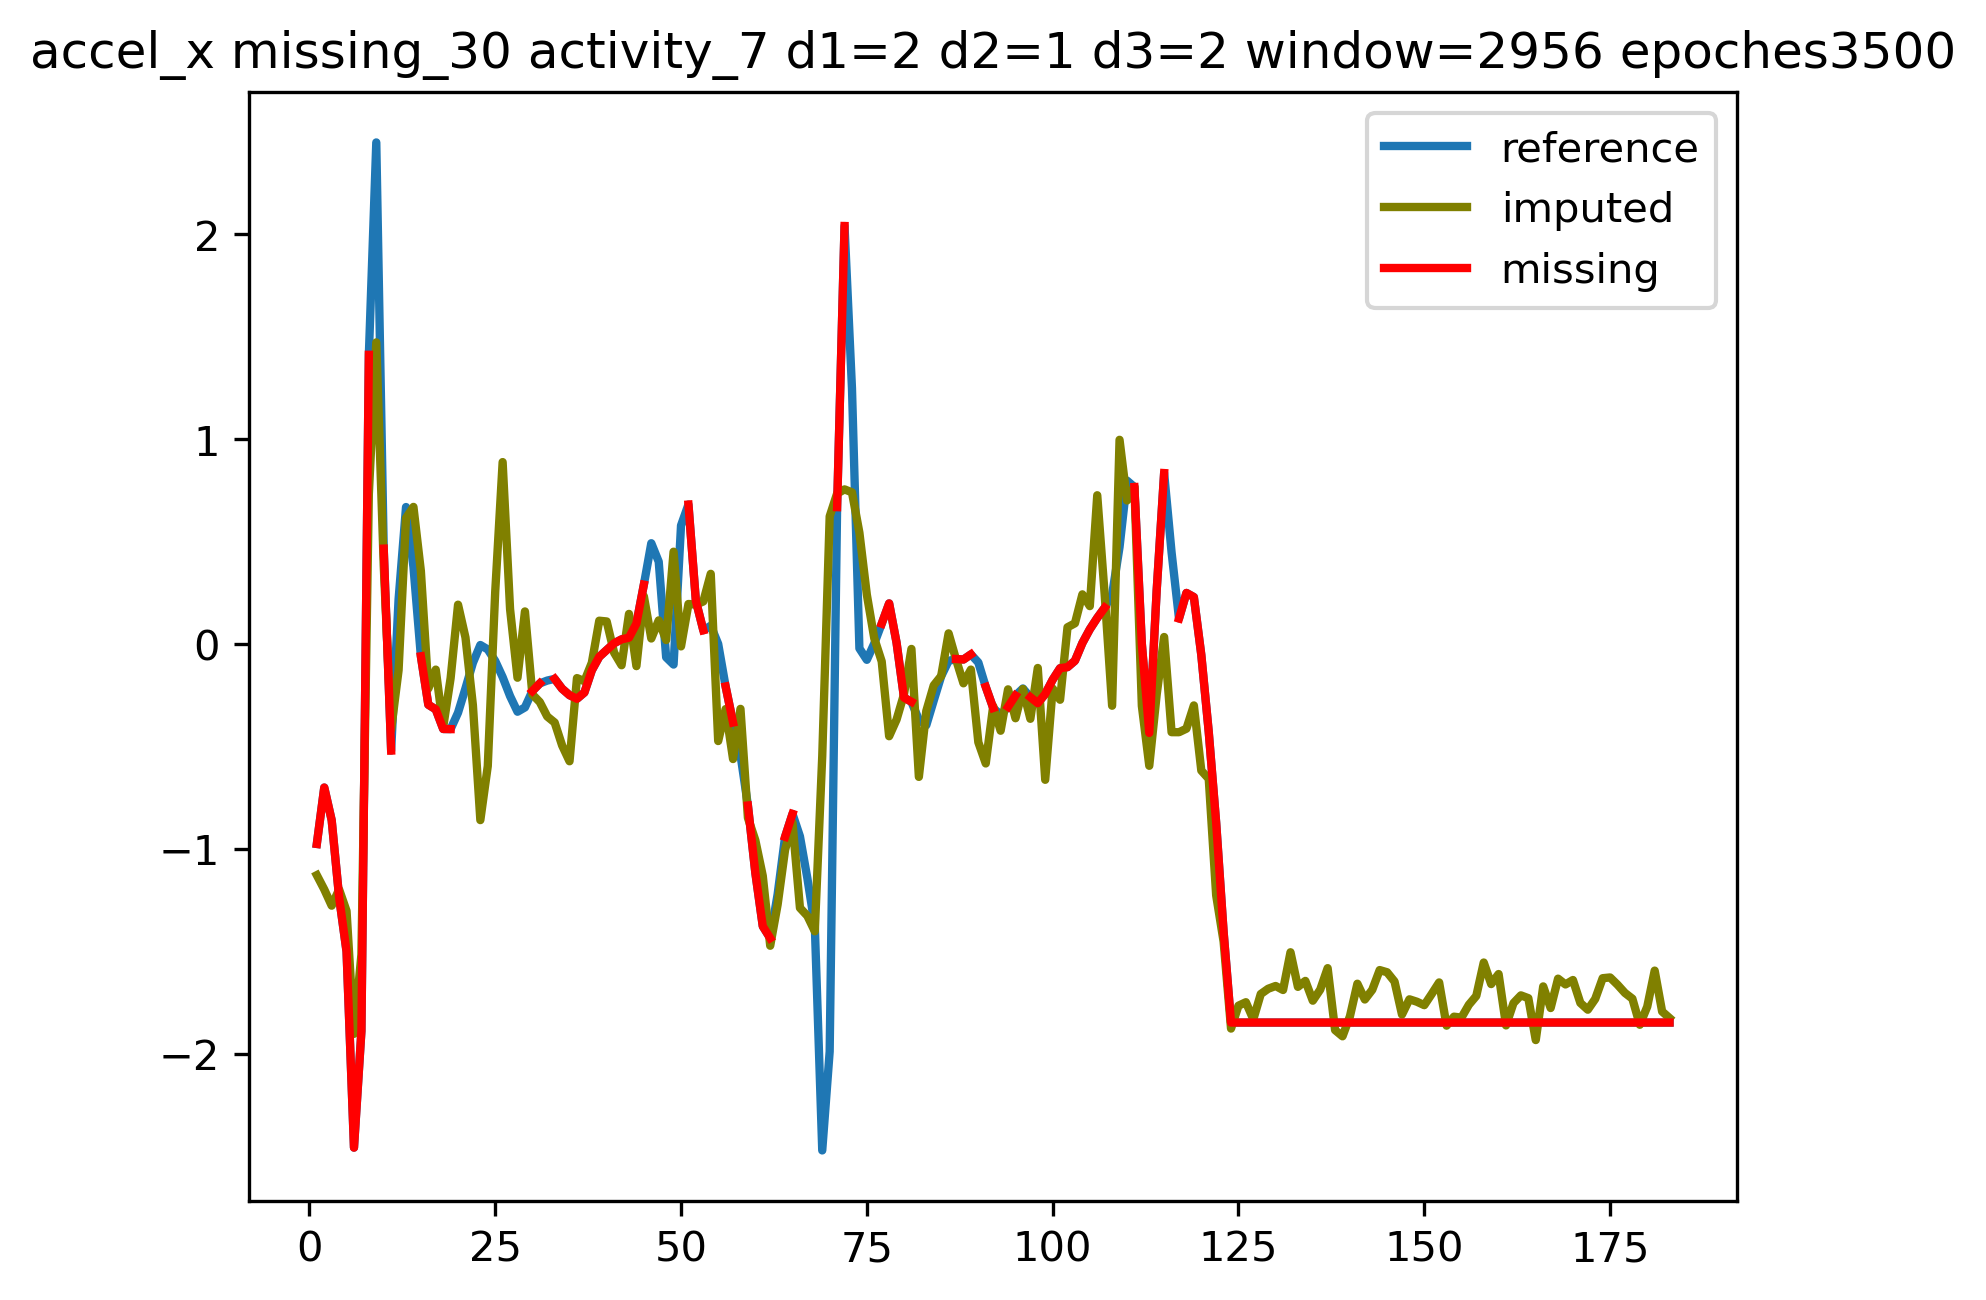 accel_x missing_30 activity_7 d1=2 d2=1 d3=2 window=2956 epoches3500
reference
imputed
missing
2
1
0
−1
−2
0 25 50 75 100 125 150 175